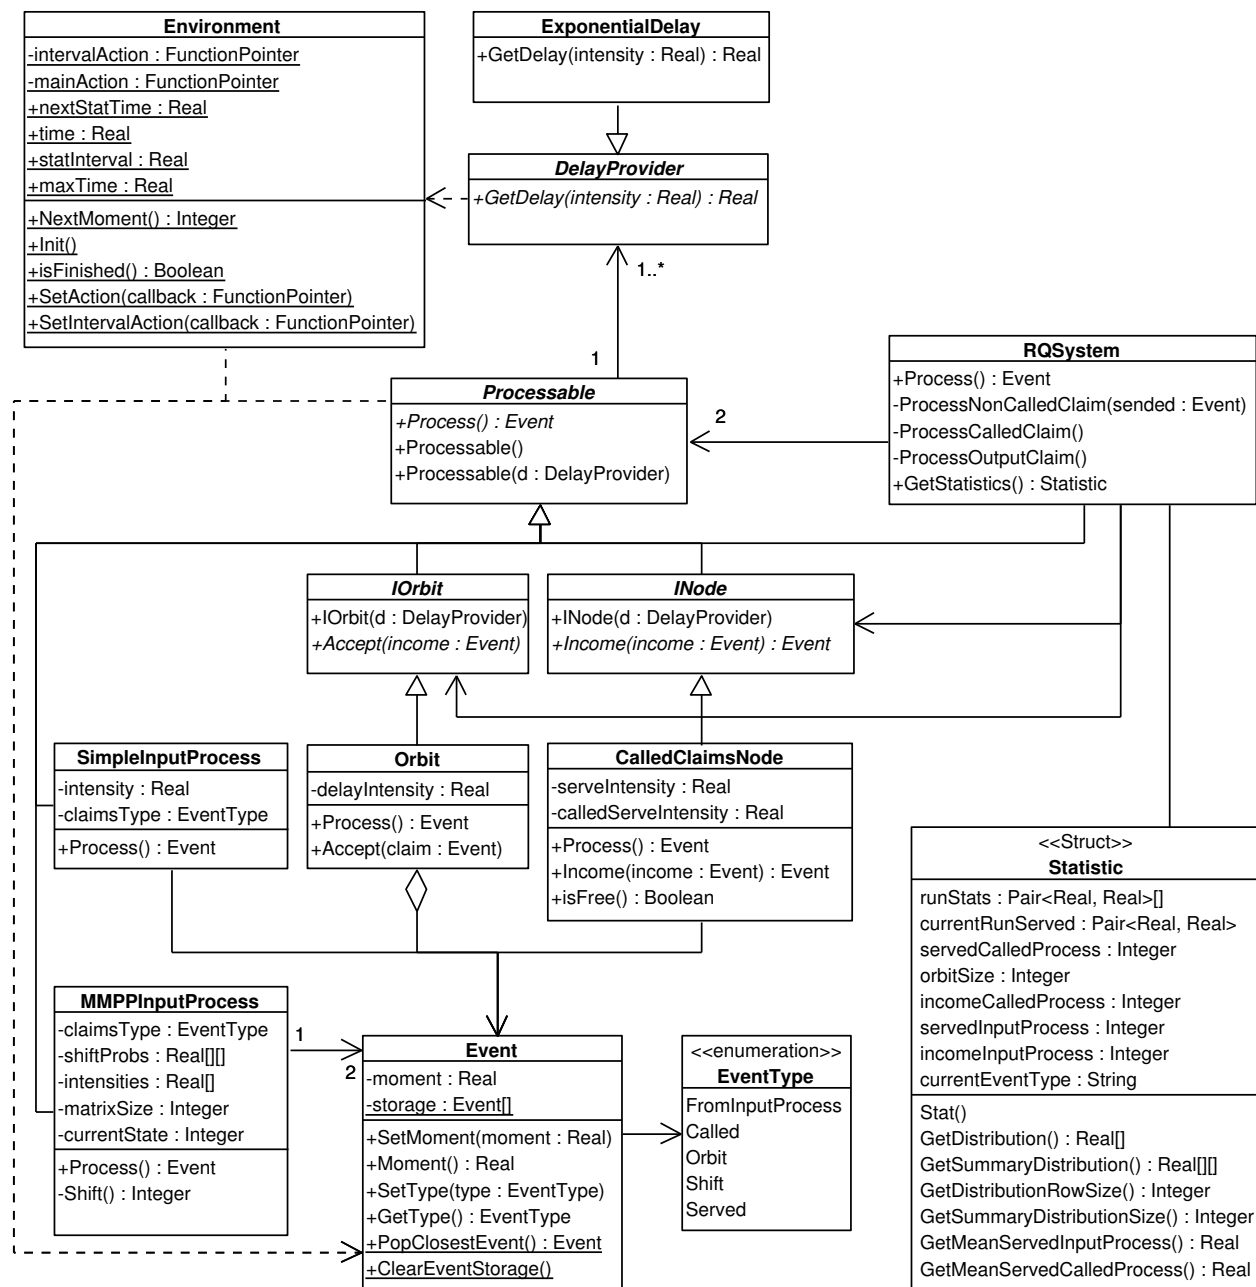 Environment
-intervalAction : FunctionPointer
-mainAction : FunctionPointer
+nextStatTime : Real
+time : Real
+statInterval : Real
+maxTime : Real
+NextMoment() : Integer
+Init()
+isFinished() : Boolean
+SetAction(callback : FunctionPointer)
+SetIntervalAction(callback : FunctionPointer)
ExponentialDelay
+GetDelay(intensity : Real) : Real
DelayProvider
+GetDelay(intensity : Real) : Real
1..*
1
Processable
+Process() : Event
+Processable()
+Processable(d : DelayProvider)
2
RQSystem
+Process() : Event
-ProcessNonCalledClaim(sended : Event)
-ProcessCalledClaim()
-ProcessOutputClaim()
+GetStatistics() : Statistic
IOrbit
+IOrbit(d : DelayProvider)
+Accept(income : Event)
INode
+INode(d : DelayProvider)
+Income(income : Event) : Event
SimpleInputProcess
-intensity : Real
-claimsType : EventType
+Process() : Event
Orbit
-delayIntensity : Real
+Process() : Event
+Accept(claim : Event)
CalledClaimsNode
-serveIntensity : Real
-calledServeIntensity : Real
+Process() : Event
+Income(income : Event) : Event
+isFree() : Boolean
<<Struct>>
Statistic
runStats : Pair<Real, Real>[]
currentRunServed : Pair<Real, Real>
servedCalledProcess : Integer
orbitSize : Integer
incomeCalledProcess : Integer
servedInputProcess : Integer
incomeInputProcess : Integer
currentEventType : String
Stat()
GetDistribution() : Real[]
GetSummaryDistribution() : Real[][]
GetDistributionRowSize() : Integer
GetSummaryDistributionSize() : Integer
GetMeanServedInputProcess() : Real
GetMeanServedCalledProcess() : Real
MMPPInputProcess
-claimsType : EventType
-shiftProbs : Real[][]
-intensities : Real[]
-matrixSize : Integer
-currentState : Integer
+Process() : Event
-Shift() : Integer
1
2
Event
-moment : Real
-storage : Event[]
+SetMoment(moment : Real)
+Moment() : Real
+SetType(type : EventType)
+GetType() : EventType
+PopClosestEvent() : Event
+ClearEventStorage()
<<enumeration>>
EventType
FromInputProcess
Called
Orbit
Shift
Served